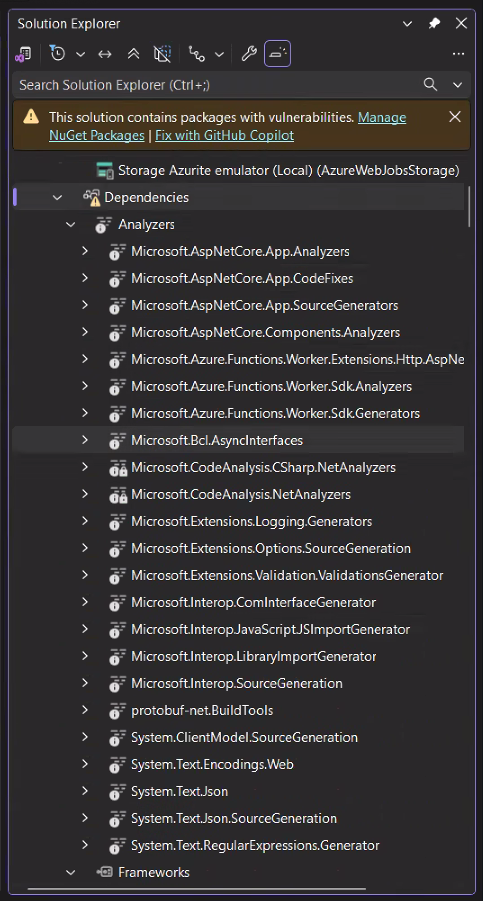 Solution Explorer
Search Solution Explorer (Ctrl+;)
This solution contains packages with vulnerabilities. Manage
NuGet Packages | Fix with GitHub Copilot
Storage Azurite emulator (Local) (AzureWebJobsStorage)
Dependencies
Analyzers
Microsoft.AspNetCore.App.Analyzers
Microsoft.AspNetCore.App.CodeFixes
Microsoft.AspNetCore.App.SourceGenerators
Microsoft.AspNetCore.Components.Analyzers
Microsoft.Azure.Functions.Worker.Extensions.Http.AspNe
Microsoft.Azure.Functions.Worker.Sdk.Analyzers
Microsoft.Azure.Functions.Worker.Sdk.Generators
Microsoft.Bcl.AsyncInterfaces
Microsoft.CodeAnalysis.CSharp.NetAnalyzers
Microsoft.CodeAnalysis.NetAnalyzers
Microsoft.Extensions.Logging.Generators
Microsoft.Extensions.Options.SourceGeneration
Microsoft.Extensions.Validation.ValidationsGenerator
Microsoft.Interop.ComInterfaceGenerator
Microsoft.Interop.JavaScript.JSImportGenerator
Microsoft.Interop.LibraryImportGenerator
Microsoft.Interop.SourceGeneration
protobuf-net.BuildTools
System.ClientModel.SourceGeneration
System.Text.Encodings.Web
System.Text.Json
System.Text.Json.SourceGeneration
System.Text.RegularExpressions.Generator
Frameworks